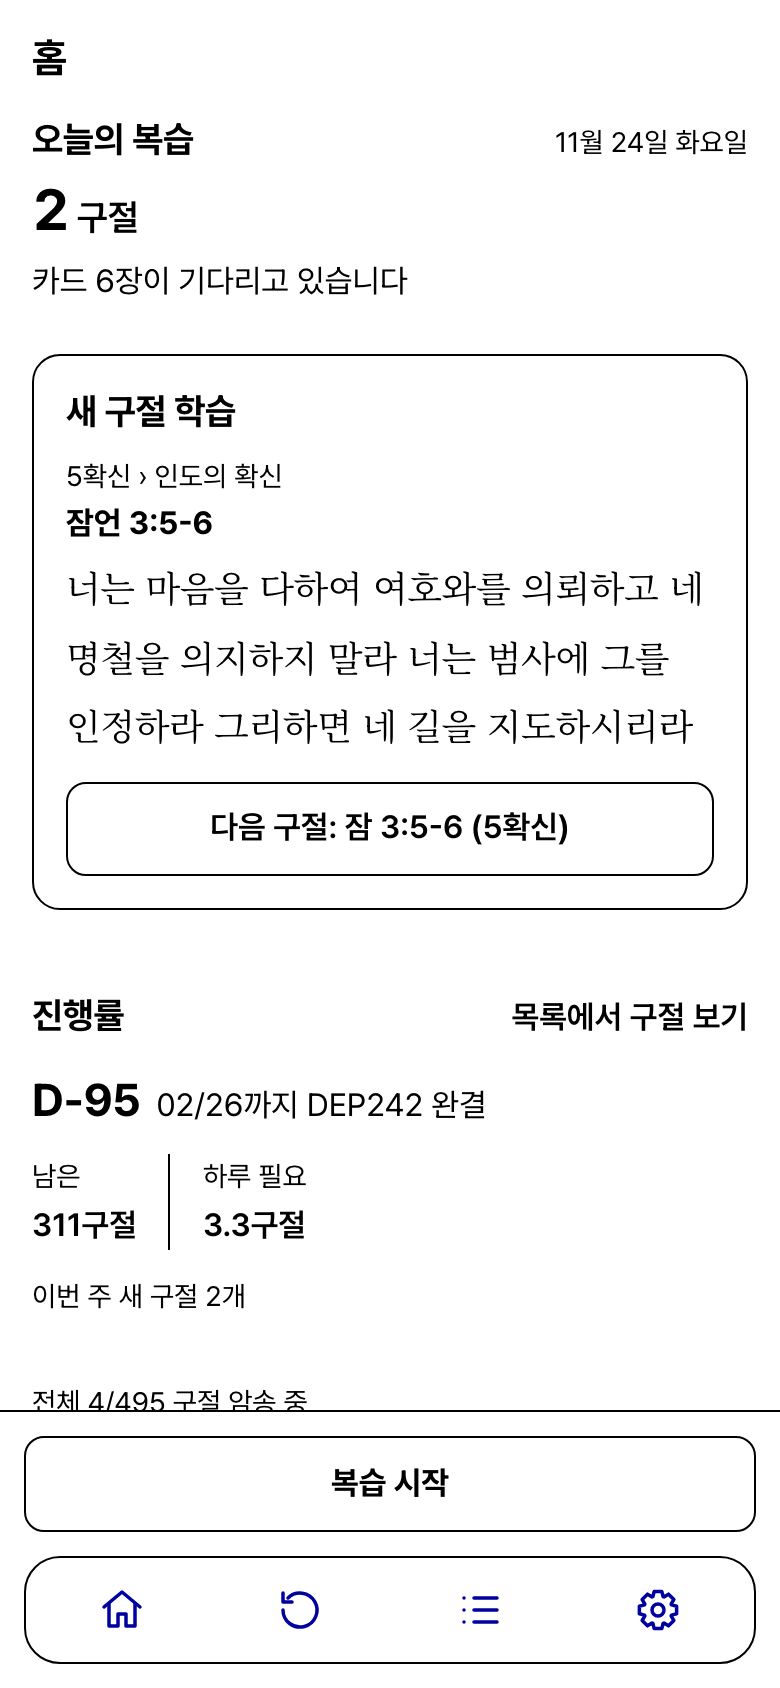 홈
오늘의 복습
11월 24일 화요일
2 구절
카드 6장이 기다리고 있습니다
새 구절 학습
5확신 › 인도의 확신
잠언 3:5-6
너는 마음을 다하여 여호와를 의뢰하고 네
명철을 의지하지 말라 너는 범사에 그를
인정하라 그리하면 네 길을 지도하시리라
다음 구절: 잠 3:5-6 (5확신)
진행률
목록에서 구절 보기
D-95 02/26까지 DEP242 완결
남은
311구절
하루 필요
3.3구절
이번 주 새 구절 2개
전체 4/495 구절 암송 중
복습 시작